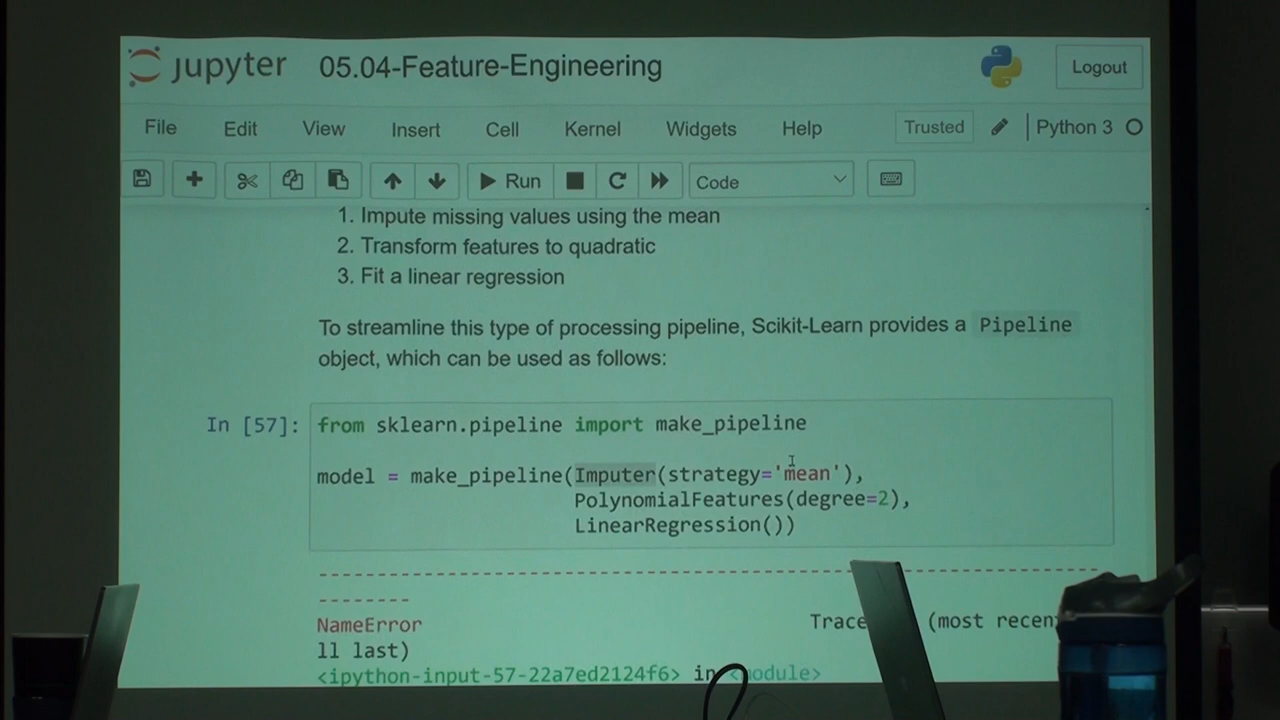 jupyter 05.04-Feature-Engineering Logout
File Edit View Insert Cell Kernel Widgets Help Trusted Python 3
Run Code
1. Impute missing values using the mean
2. Transform features to quadratic
3. Fit a linear regression
To streamline this type of processing pipeline, Scikit-Learn provides a Pipeline
object, which can be used as follows:
In [57]: from sklearn.pipeline import make_pipeline
model = make_pipeline(Imputer(strategy='mean'),
PolynomialFeatures(degree=2),
LinearRegression())
---------------------------------------------------------------------------
NameError (most
ll last)
<ipython-input-57-22a7ed2124f6> in